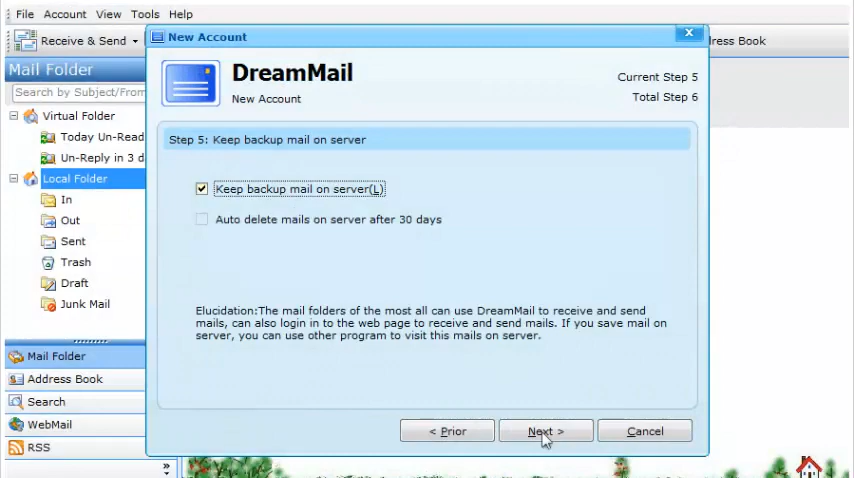 File Account View Tools Help
Receive & Send
New Account
dress Book
Mail Folder
Search by Subject/From
Virtual Folder
Today Un-Read
Un-Reply in 3 d
Local Folder
In
Out
Sent
Trash
Draft
Junk Mail
Mail Folder
Address Book
Search
WebMail
RSS
»
DreamMail
New Account
Current Step 5
Total Step 6
Step 5: Keep backup mail on server
Keep backup mail on server(L)
Auto delete mails on server after 30 days
Elucidation:The mail folders of the most all can use DreamMail to receive and send
mails, can also login in to the web page to receive and send mails. If you save mail on
server, you can use other program to visit this mails on server.
< Prior
Next >
Cancel